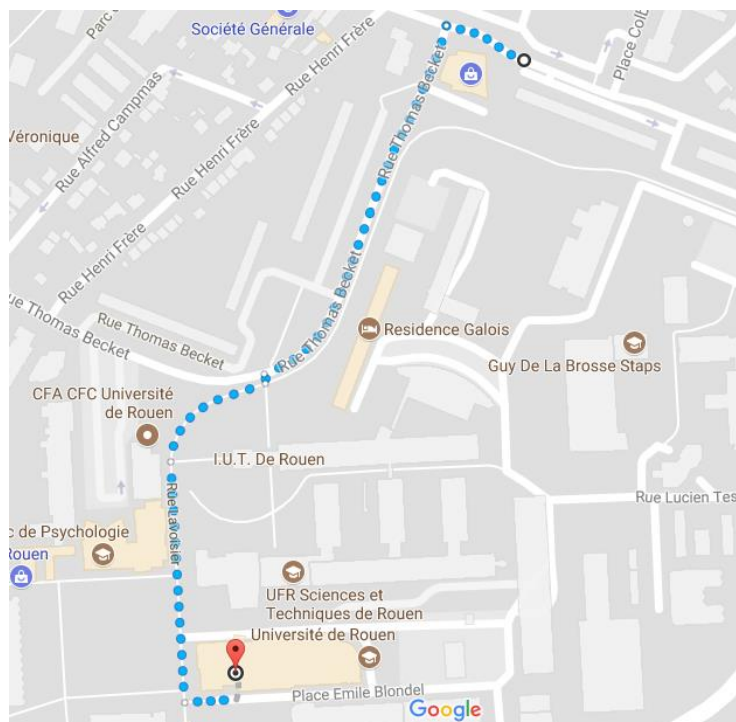 Parc
Société Générale
Place Colb
Rue Henri Frère
Rue Alfred Campmas
Véronique
Rue Henri Frère
Rue Thomas Becket
Rue Henri Frère
Rue Thomas Becket
Rue Thomas Becket
ue Thomas Becket
Rue Thomas Becket
Residence Galois
Guy De La Brosse Staps
CFA CFC Université
de Rouen
I.U.T. De Rouen
Rue Lavoisier
Rue Lucien Tes
c de Psychologie
Rouen
UFR Sciences et
Techniques de Rouen
Université de Rouen
Place Emile Blondel
Google